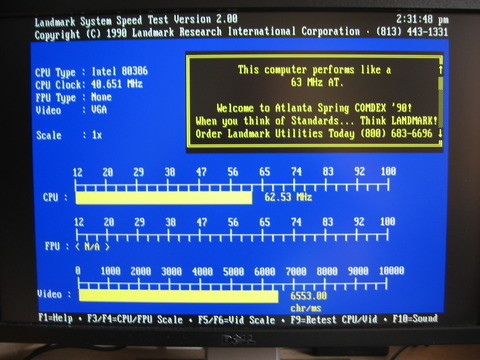 Landmark System Speed Test Version 2.00 2:31:48 pm
Copyright (C) 1990 Landmark Research International Corporation · (813) 443-1331
CPU Type : Intel 80386
CPU Clock: 40.651 MHz
FPU Type : None
Video : VGA
Scale : 1x
This computer performs like a
63 MHz AT.
Welcome to Atlanta Spring COMDEX '90!
When you think of Standards... Think LANDMARK!
Order Landmark Utilities Today (800) 683-6696
12 20 29 38 47 56 65 74 83 92 100
CPU : 62.53 MHz
12 20 29 38 47 56 65 74 83 92 100
FPU : < N/A >
0 1000 2000 3000 4000 5000 6000 7000 8000 9000 10000
Video : 6553.00
chr/ms
F1=Help · F3/F4=CPU/FPU Scale · F5/F6=Vid Scale · F9=Retest CPU/Vid · F10=Sound
DELL